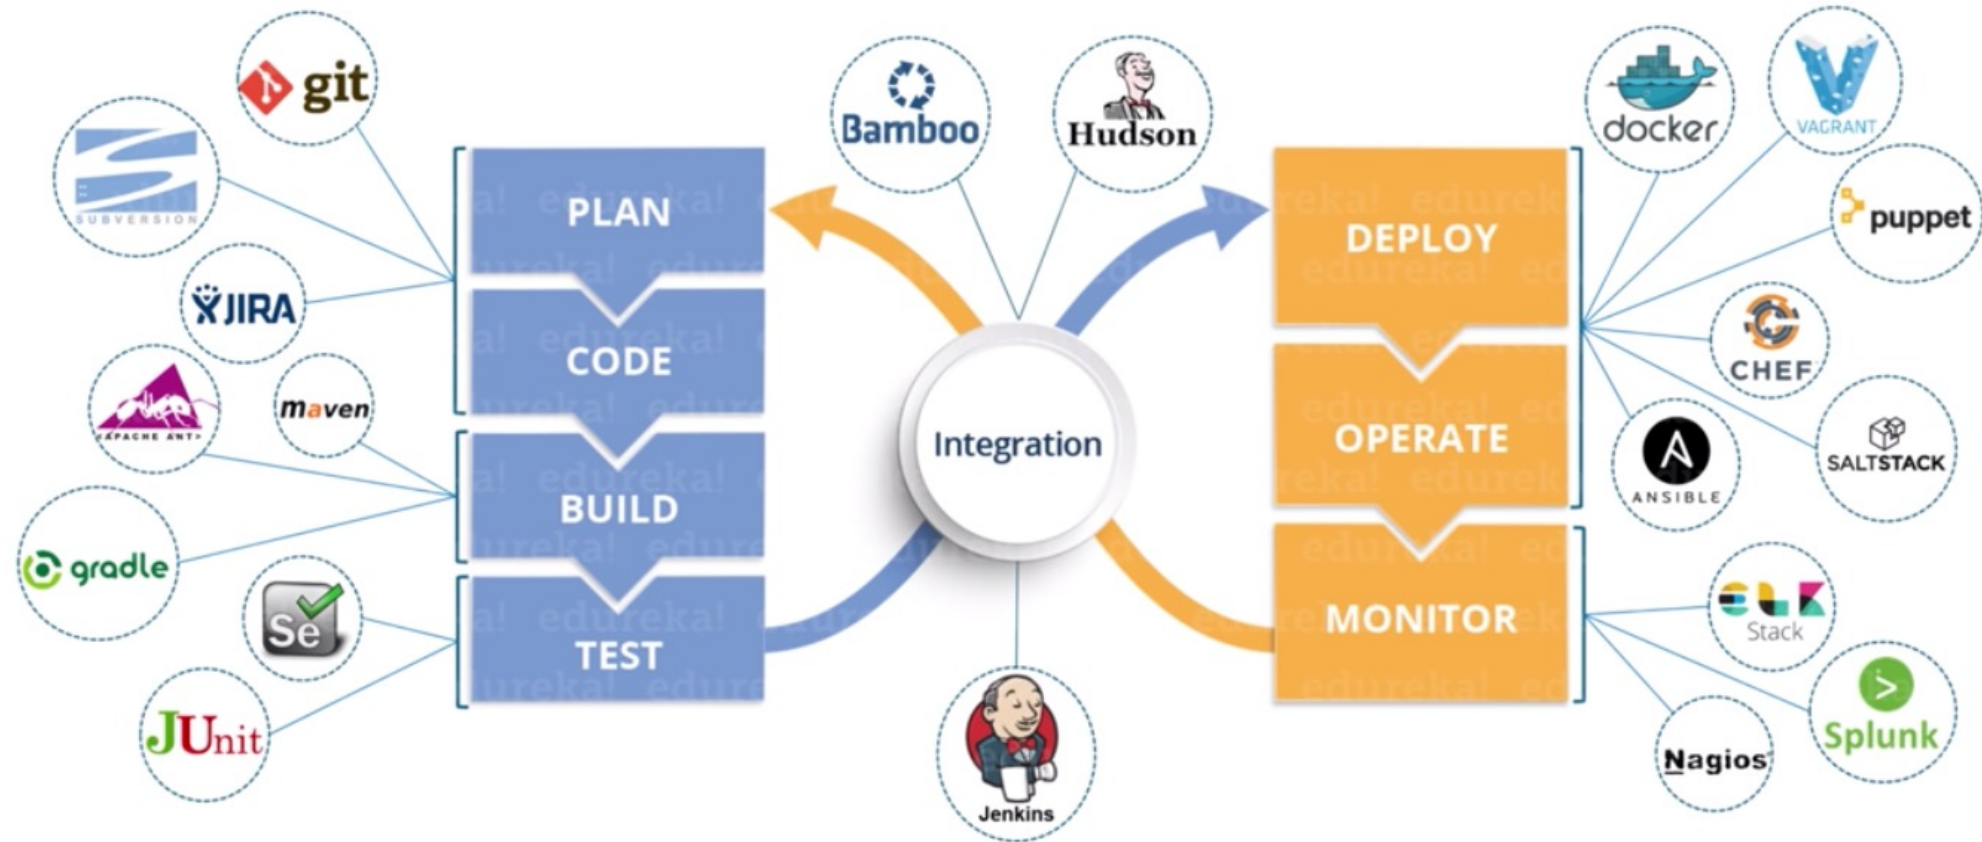 git
SUBVERSION
JIRA
APACHE ANT
maven
gradle
Se
JUnit
PLAN
CODE
BUILD
TEST
Bamboo
Hudson
Integration
Jenkins
DEPLOY
OPERATE
MONITOR
docker
VAGRANT
puppet
CHEF
SALTSTACK
ANSIBLE
ELK
Stack
Splunk
Nagios
edureka!